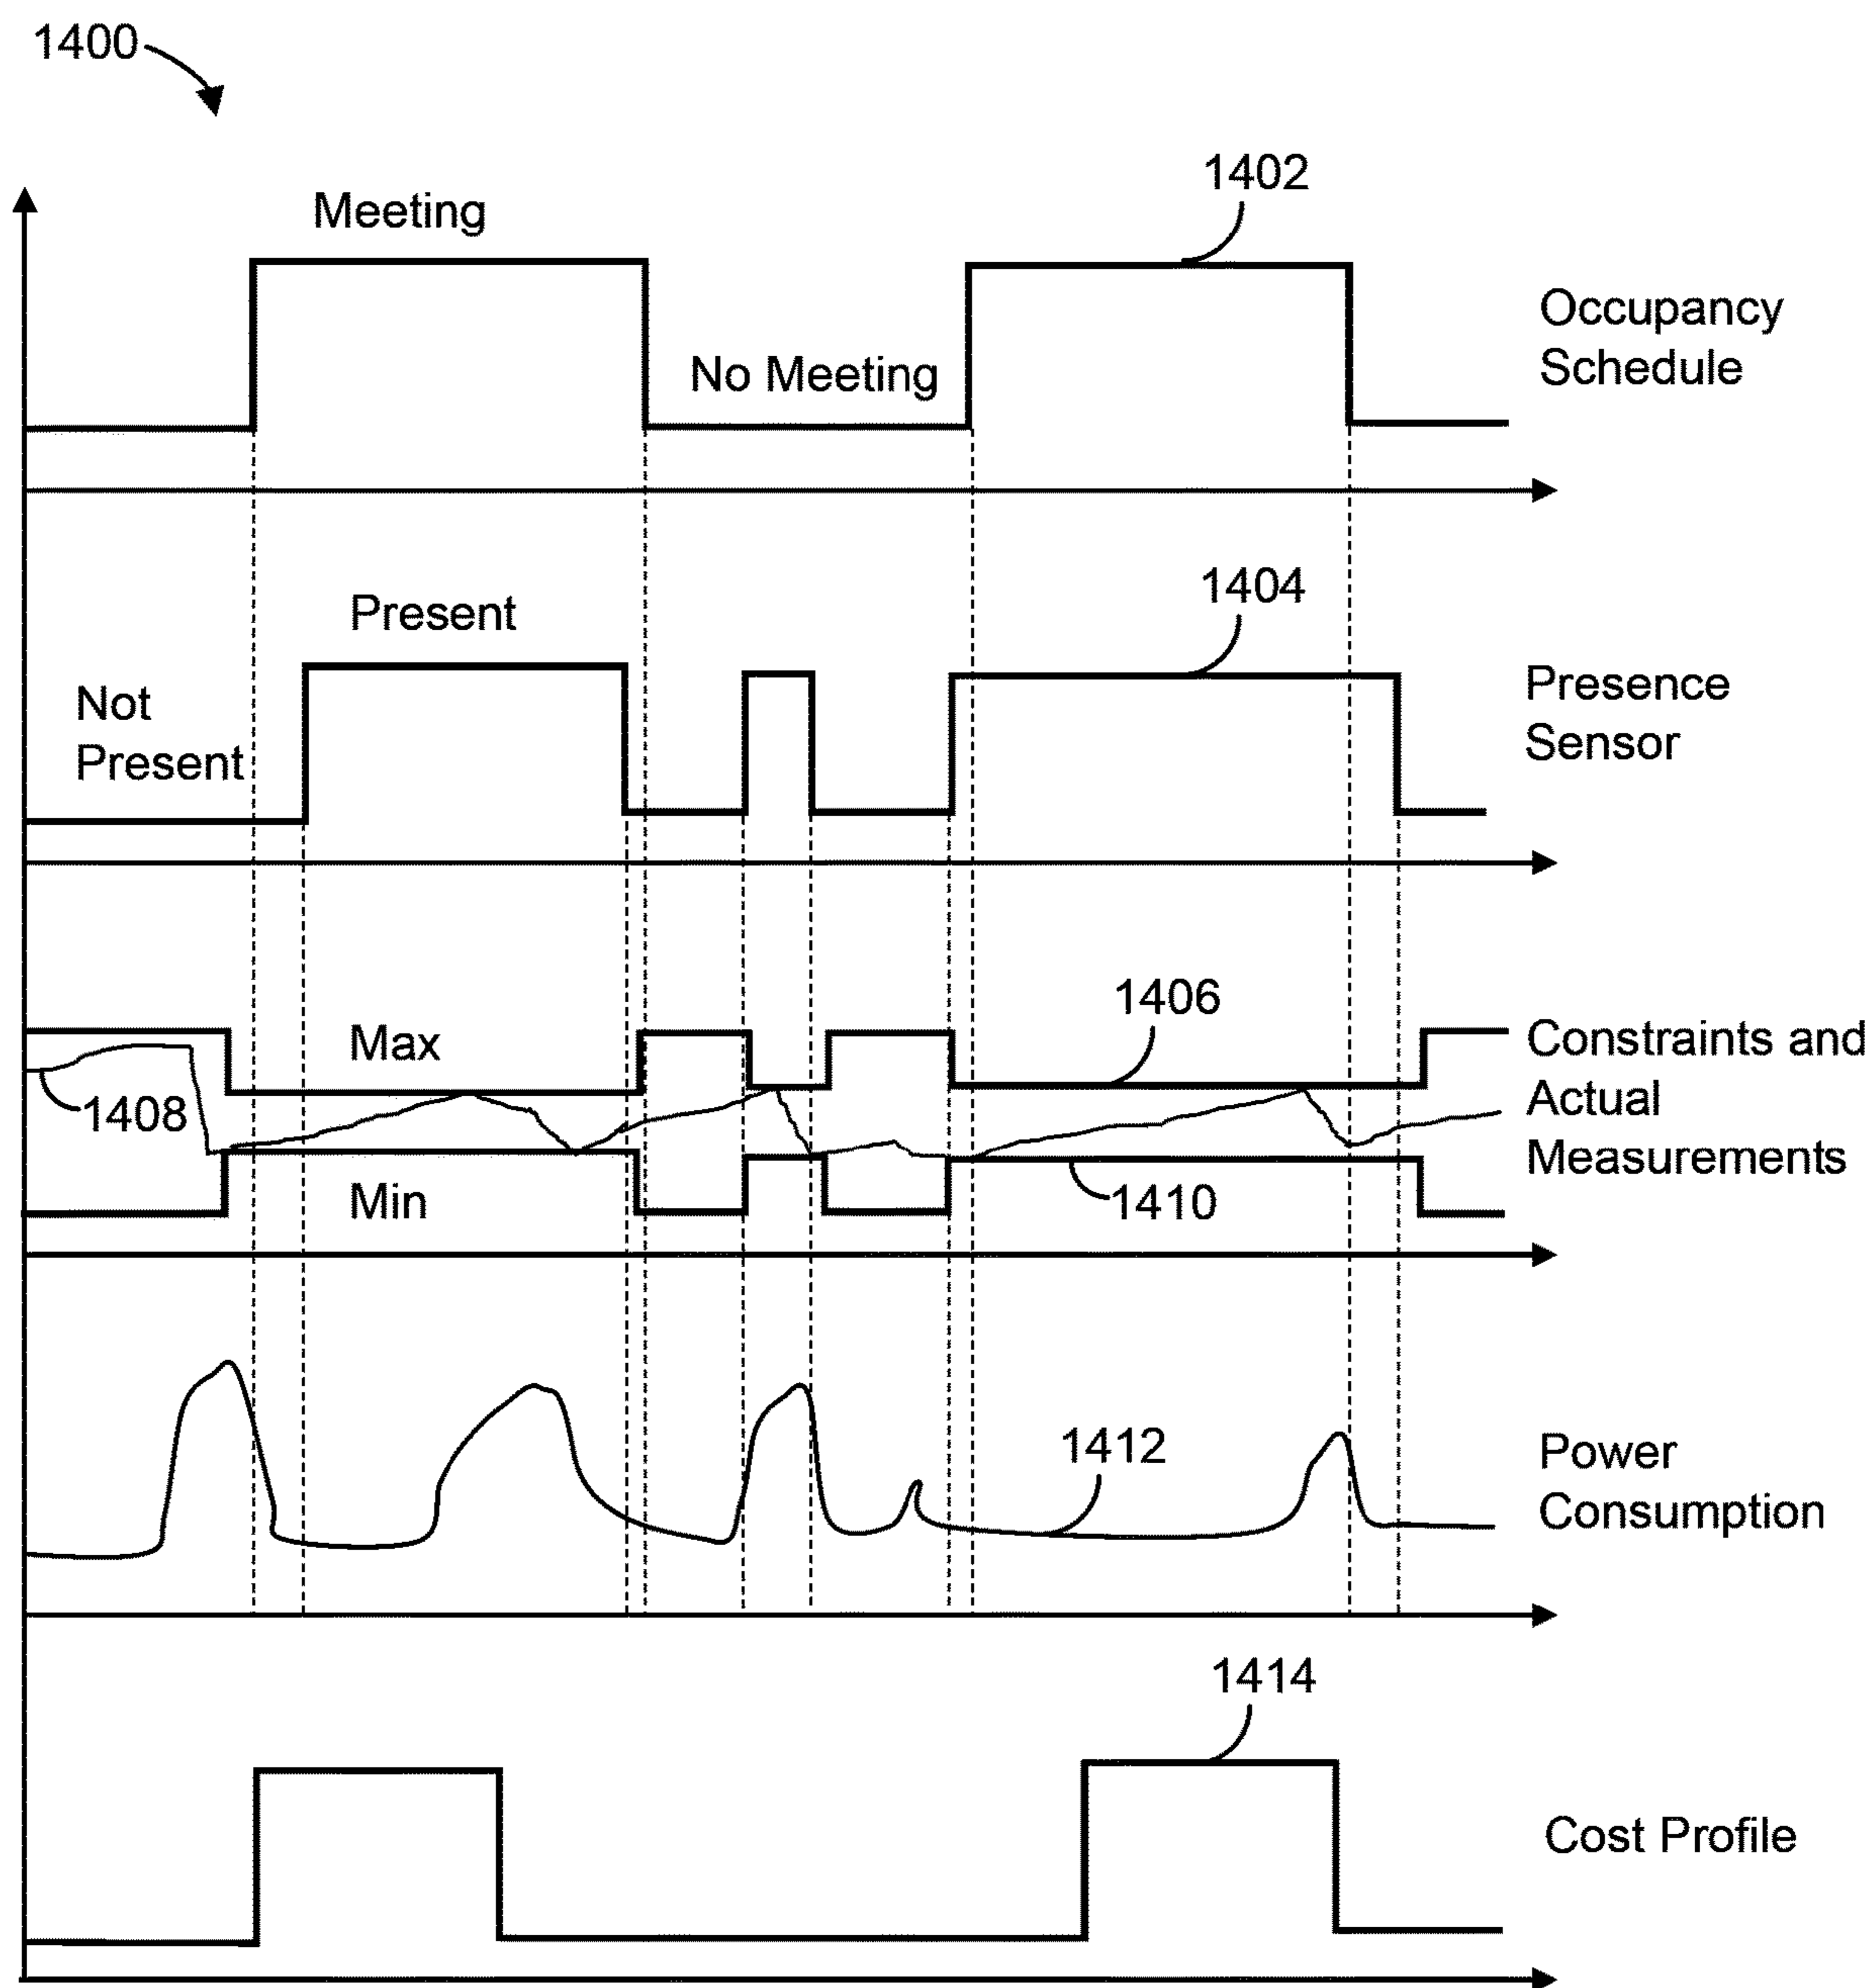 1400
1402
Meeting
No Meeting
Occupancy
Schedule
1404
Present
Not
Present
Presence
Sensor
1406
Max
Constraints and
Actual
Measurements
1408
Min
1410
1412
Power
Consumption
1414
Cost Profile